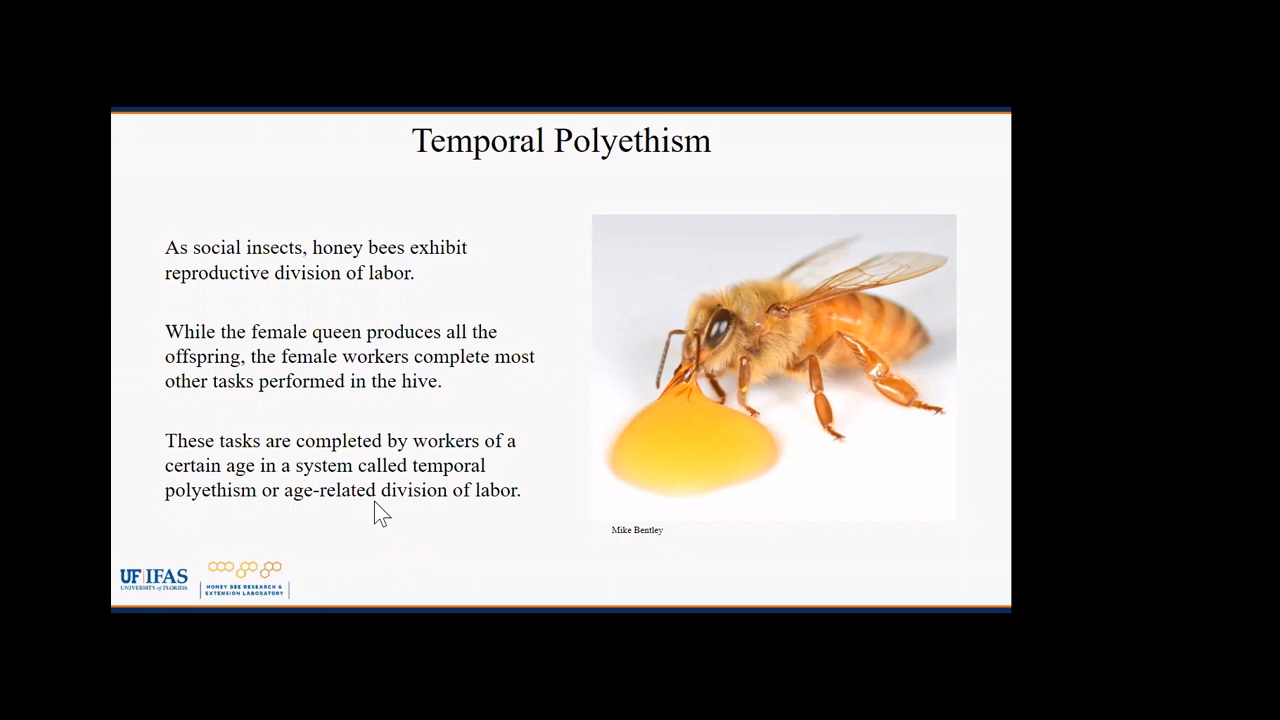 Temporal Polyethism
As social insects, honey bees exhibit
reproductive division of labor.
While the female queen produces all the
offspring, the female workers complete most
other tasks performed in the hive.
These tasks are completed by workers of a
certain age in a system called temporal
polyethism or age-related division of labor.
Mike Bentley
UF IFAS
UNIVERSITY of FLORIDA
HONEY BEE RESEARCH &
EXTENSION LABORATORY